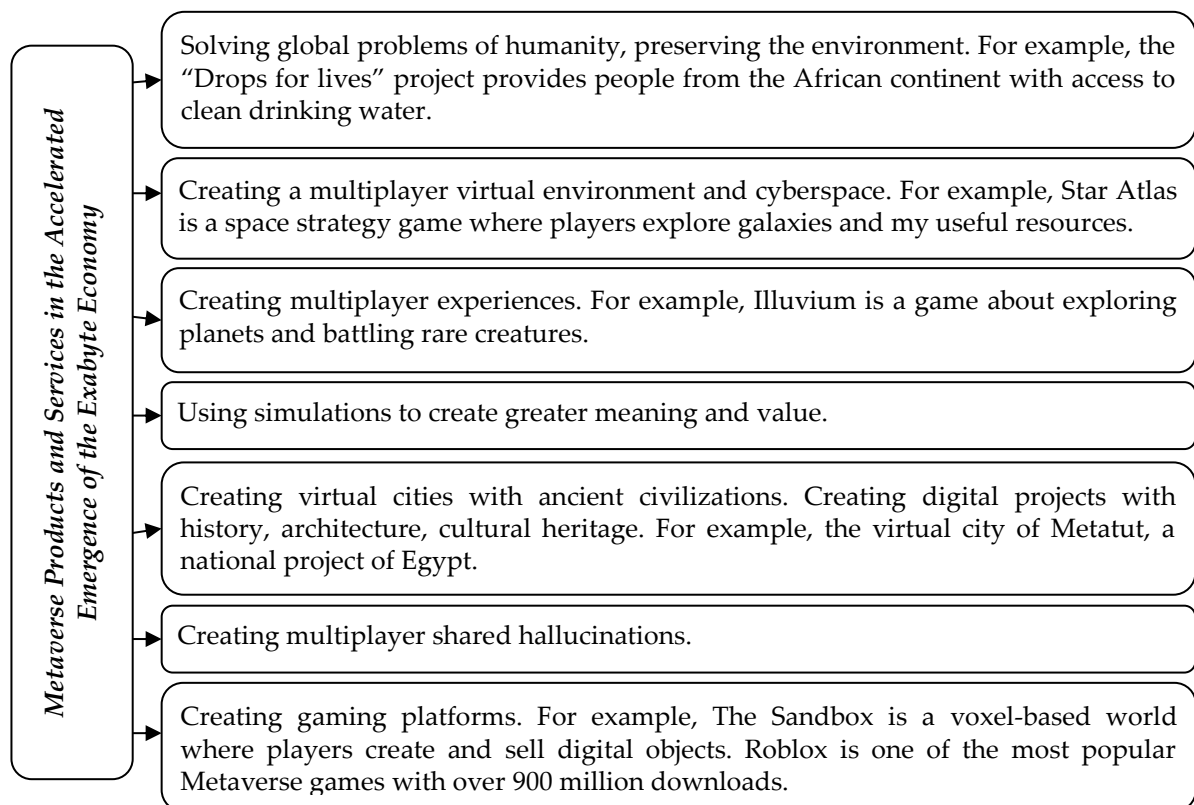 Metaverse Products and Services in the Accelerated
Emergence of the Exabyte Economy
Solving global problems of humanity, preserving the environment. For example, the
“Drops for lives” project provides people from the African continent with access to
clean drinking water.
Creating a multiplayer virtual environment and cyberspace. For example, Star Atlas
is a space strategy game where players explore galaxies and my useful resources.
Creating multiplayer experiences. For example, Illuvium is a game about exploring
planets and battling rare creatures.
Using simulations to create greater meaning and value.
Creating virtual cities with ancient civilizations. Creating digital projects with
history, architecture, cultural heritage. For example, the virtual city of Metatut, a
national project of Egypt.
Creating multiplayer shared hallucinations.
Creating gaming platforms. For example, The Sandbox is a voxel-based world
where players create and sell digital objects. Roblox is one of the most popular
Metaverse games with over 900 million downloads.